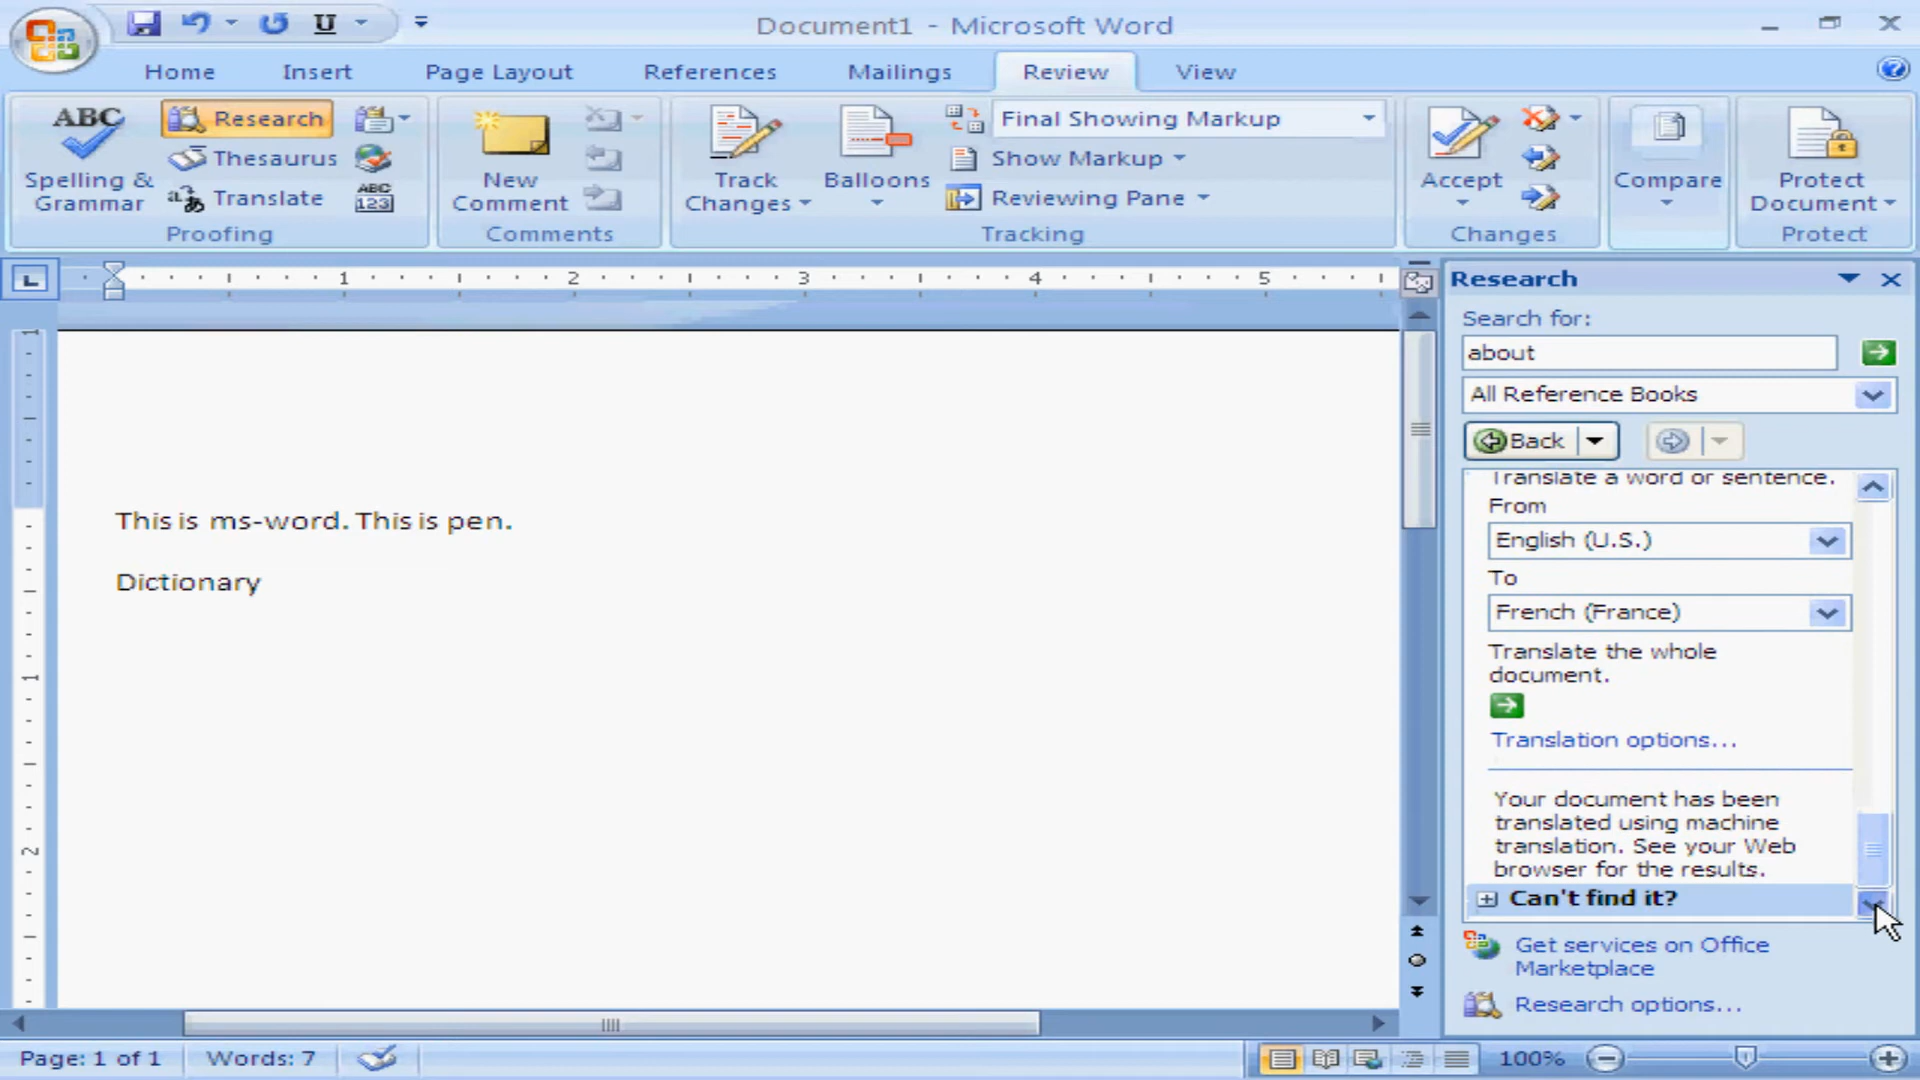 Document1 - Microsoft Word
Home Insert Page Layout References Mailings Review View
ABC Spelling & Grammar
Research
Thesaurus
Translate
ABC 123
Proofing
New Comment
Comments
Track Changes
Balloons
Final Showing Markup
Show Markup
Reviewing Pane
Tracking
Accept
Changes
Compare
Protect Document
Protect
L
1 2 3 4 5
1
1
2
This is ms-word. This is pen.
Dictionary
Research
Search for:
about
All Reference Books
Back
Translate a word or sentence.
From
English (U.S.)
To
French (France)
Translate the whole
document.
Translation options...
Your document has been
translated using machine
translation. See your Web
browser for the results.
Can't find it?
Get services on Office
Marketplace
Research options...
Page: 1 of 1 Words: 7 100%